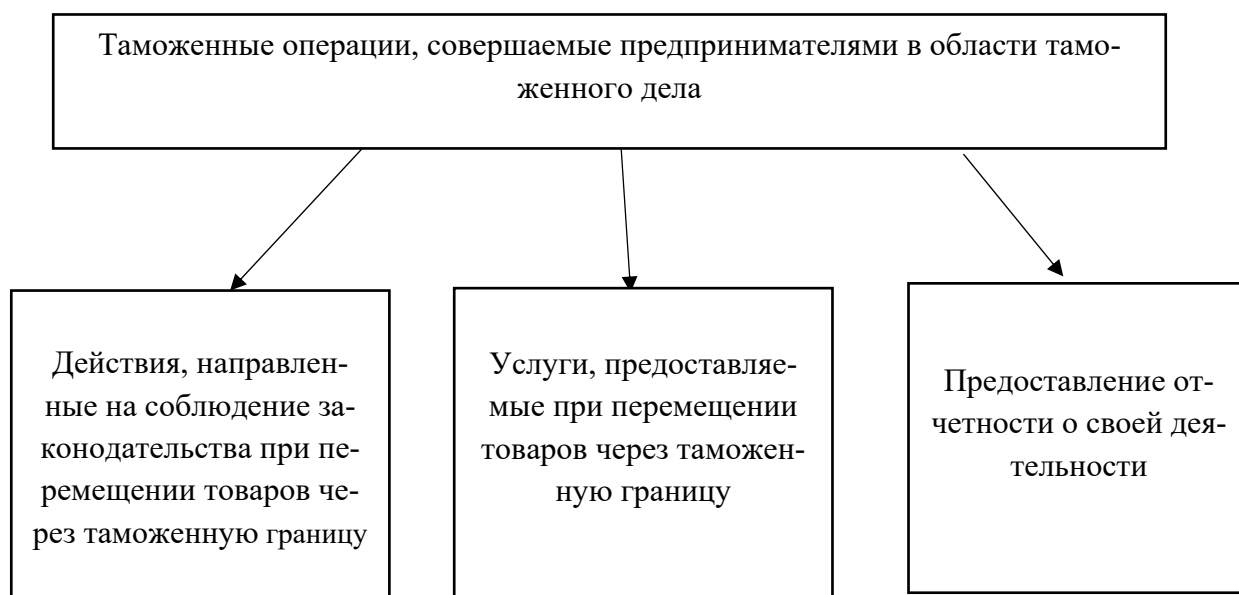 Таможенные операции, совершаемые предпринимателями в области тамо-
женного дела
Действия, направлен-
ные на соблюдение за-
конодательства при пе-
ремещении товаров че-
рез таможенную границу
Услуги, предоставляе-
мые при перемещении
товаров через таможен-
ную границу
Предоставление от-
четности о своей дея-
тельности